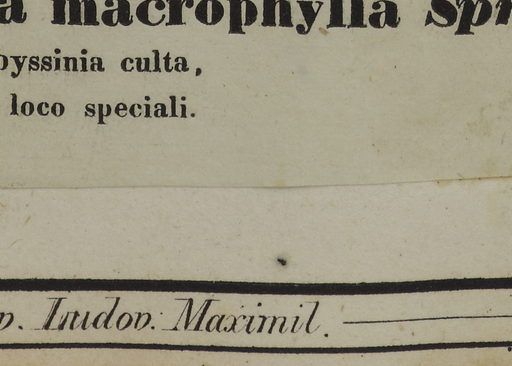 a macrophylla Spr
byssinia culta,
loco speciali.
v. Ludov. Maximil.